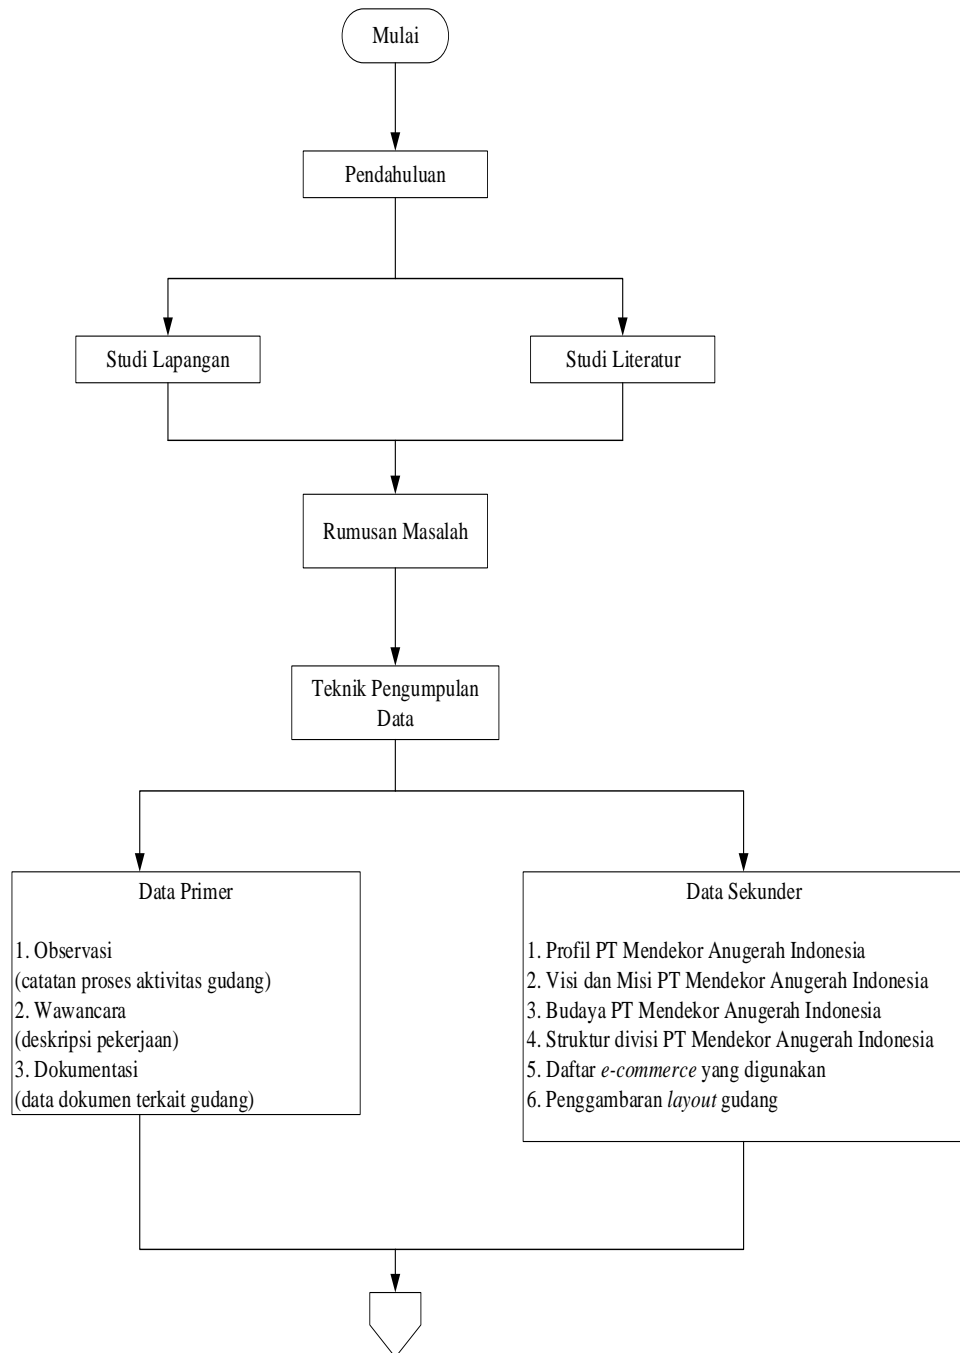 Mulai
Pendahuluan
Studi Lapangan
Studi Literatur
Rumusan Masalah
Teknik Pengumpulan
Data
Data Primer
1. Observasi
(catatan proses aktivitas gudang)
2. Wawancara
(deskripsi pekerjaan)
3. Dokumentasi
(data dokumen terkait gudang)
Data Sekunder
1. Profil PT Mendekor Anugerah Indonesia
2. Visi dan Misi PT Mendekor Anugerah Indonesia
3. Budaya PT Mendekor Anugerah Indonesia
4. Struktur divisi PT Mendekor Anugerah Indonesia
5. Daftar e-commerce yang digunakan
6. Penggambaran layout gudang